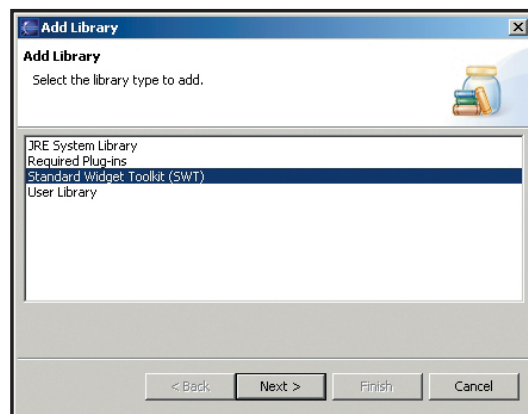 Add Library
Add Library
Select the library type to add.
JRE System Library
Required Plug-ins
Standard Widget Toolkit (SWT)
User Library
< Back
Next >
Finish
Cancel